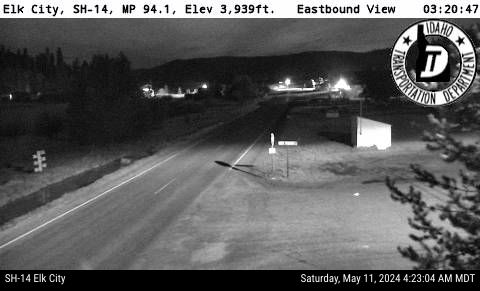 Elk City, SH-14, MP 94.1, Elev 3,939ft.   Eastbound View   03:20:47
IDAHO
TRANSPORTATION DEPARTMENT
SH-14 Elk City   Saturday, May 11, 2024 4:23:04 AM MDT